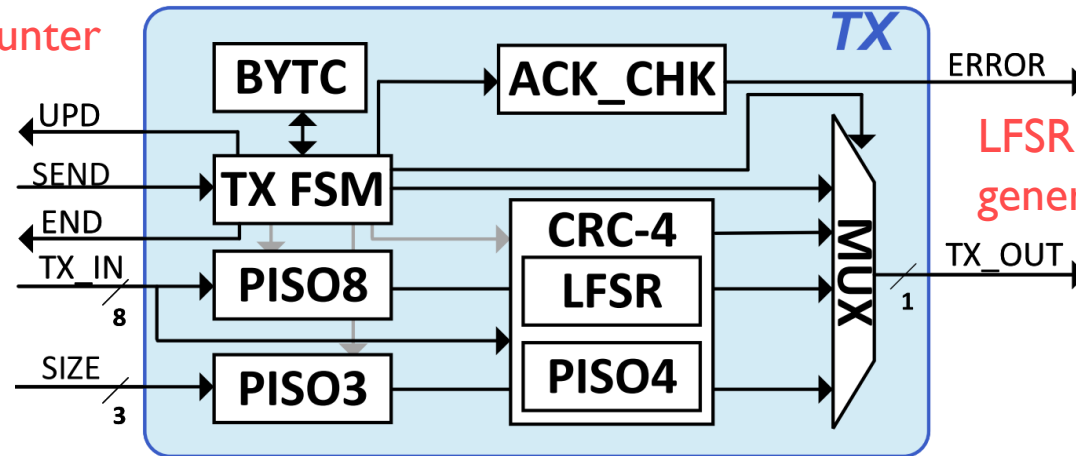 unter
TX
BYTC
ACK_CHK
ERROR
UPD
LFSR
SEND
TX FSM
gener
END
CRC-4
TX_IN
PISO8
LFSR
MUX
TX_OUT
8
1
SIZE
PISO3
PISO4
3